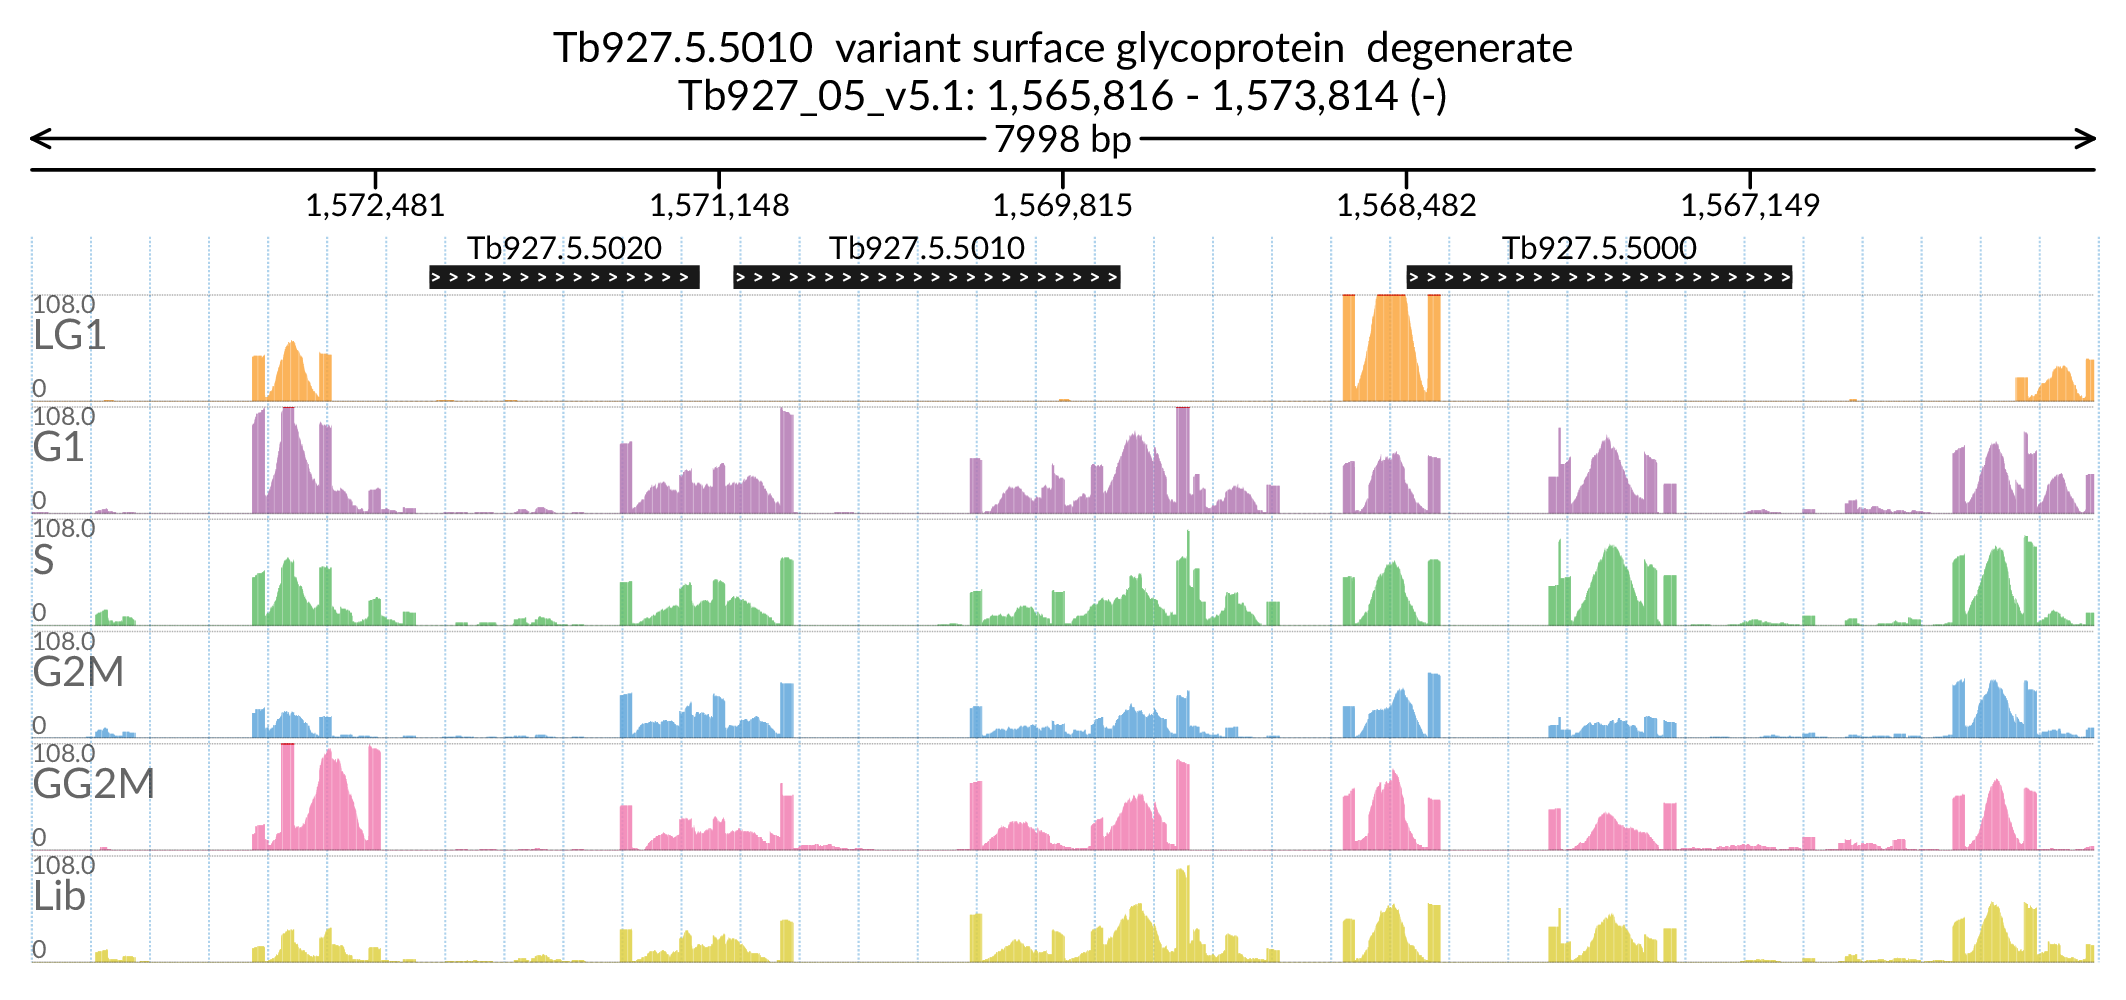 Tb927.5.5010  variant surface glycoprotein  degenerate
Tb927_05_v5.1: 1,565,816 - 1,573,814 (-)
7998 bp
1,572,481 1,571,148 1,569,815 1,568,482 1,567,149
Tb927.5.5020 Tb927.5.5010 Tb927.5.5000
108.0
LG1
0
108.0
G1
0
108.0
S
0
108.0
G2M
0
108.0
GG2M
0
108.0
Lib
0